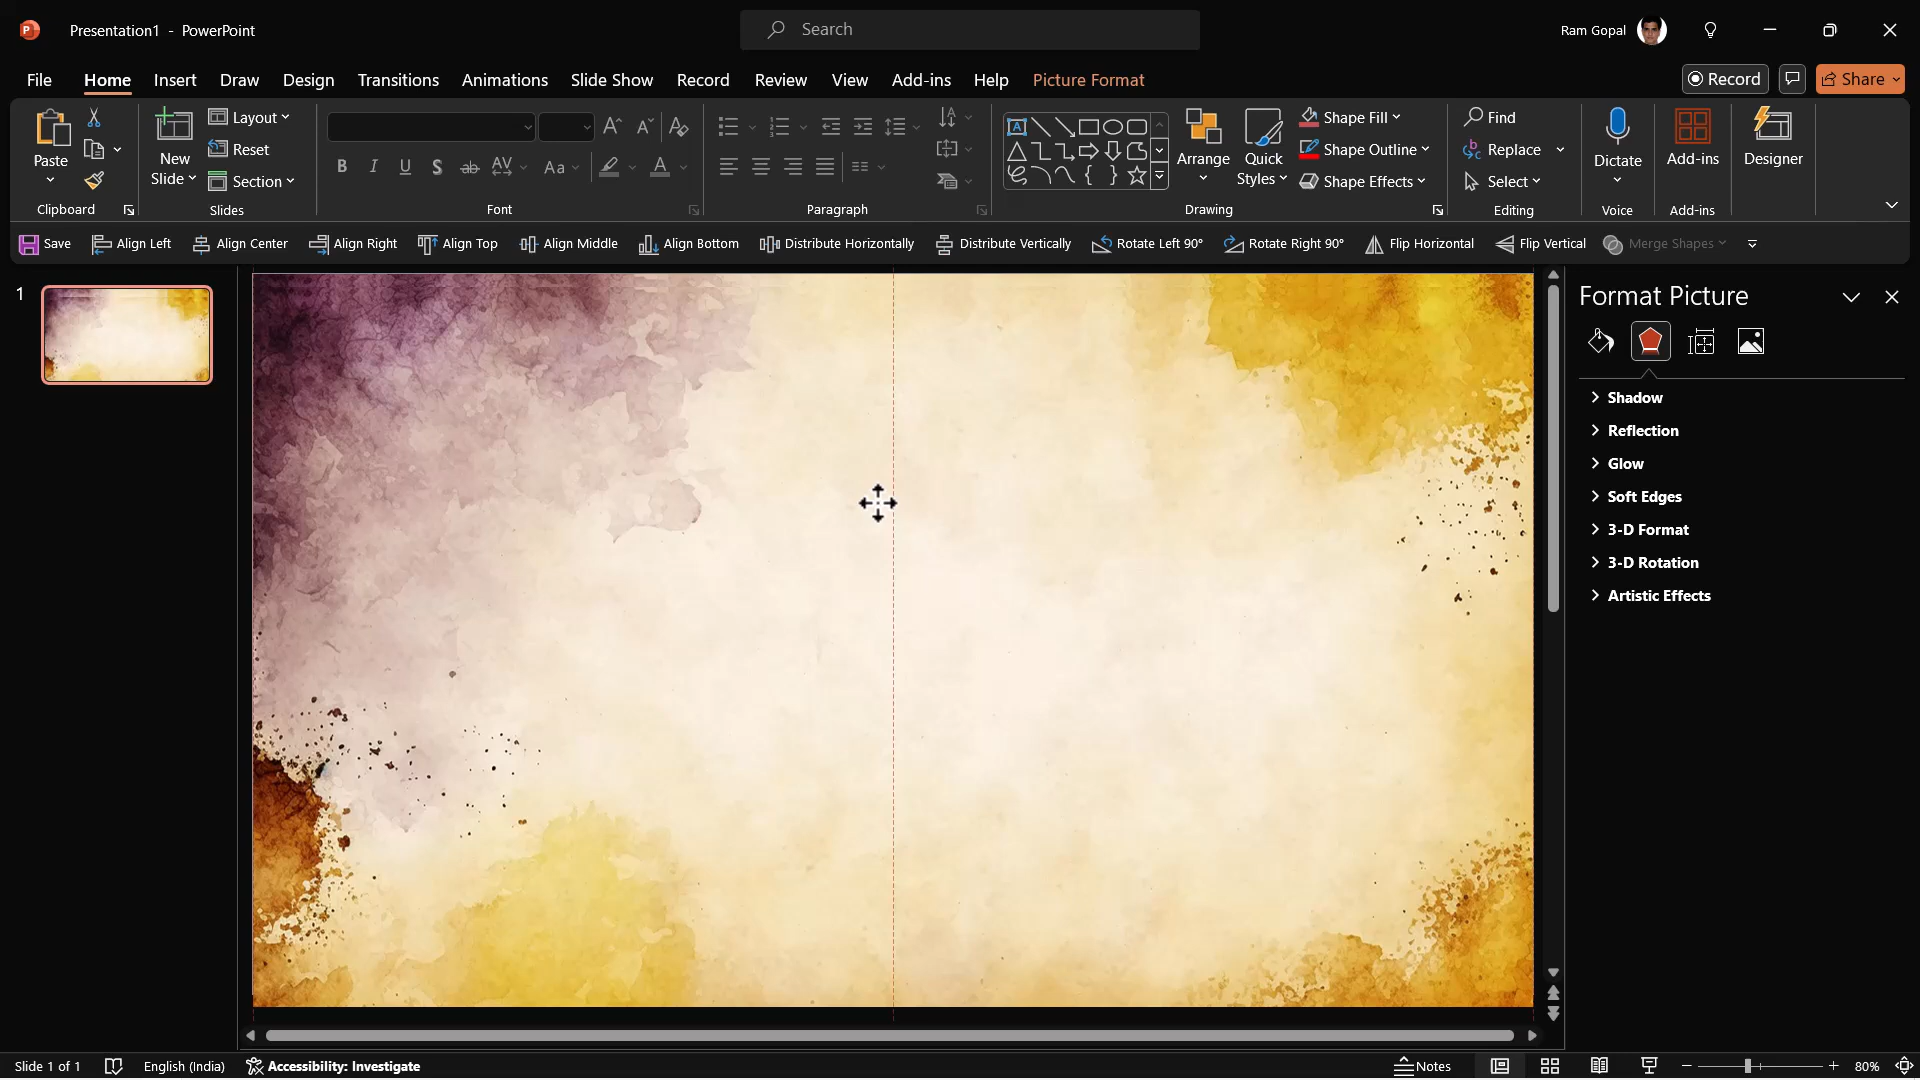 Presentation1 - PowerPoint
Search
Ram Gopal
File Home Insert Draw Design Transitions Animations Slide Show Record Review View Add-ins Help Picture Format
Record
Share
Paste
New
Slide
Layout
Reset
Section
Arrange
Quick
Styles
Shape Fill
Shape Outline
Shape Effects
Find
Replace
Select
Dictate
Add-ins
Designer
Clipboard
Slides
Font
Paragraph
Drawing
Editing
Voice
Add-ins
Save Align Left Align Center Align Right Align Top Align Middle Align Bottom Distribute Horizontally Distribute Vertically Rotate Left 90° Rotate Right 90° Flip Horizontal Flip Vertical Merge Shapes
1
Format Picture
Shadow
Reflection
Glow
Soft Edges
3-D Format
3-D Rotation
Artistic Effects
Slide 1 of 1 English (India) Accessibility: Investigate
Notes
80%